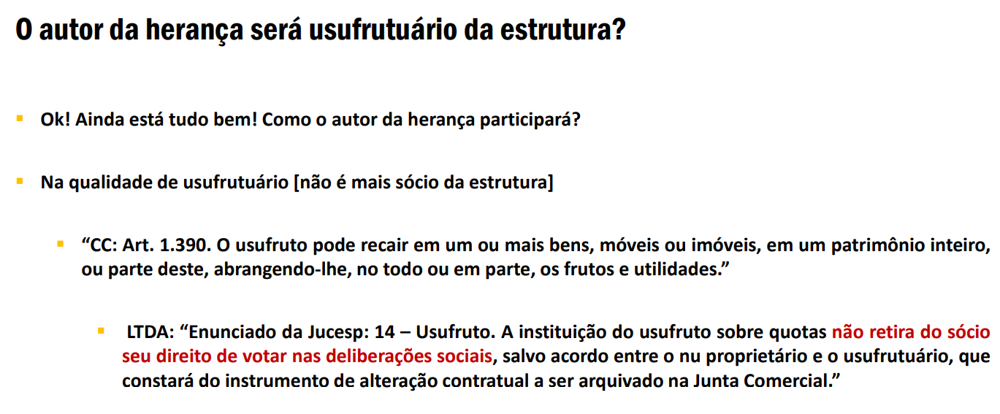 O autor da herança será usufrutuário da estrutura?
Ok! Ainda está tudo bem! Como o autor da herança participará?
Na qualidade de usufrutuário [não é mais sócio da estrutura]
“CC: Art. 1.390. O usufruto pode recair em um ou mais bens, móveis ou imóveis, em um patrimônio inteiro,
ou parte deste, abrangendo-lhe, no todo ou em parte, os frutos e utilidades.”
LTDA: “Enunciado da Jucesp: 14 – Usufruto. A instituição do usufruto sobre quotas não retira do sócio
seu direito de votar nas deliberações sociais, salvo acordo entre o nu proprietário e o usufrutuário, que
constará do instrumento de alteração contratual a ser arquivado na Junta Comercial.”